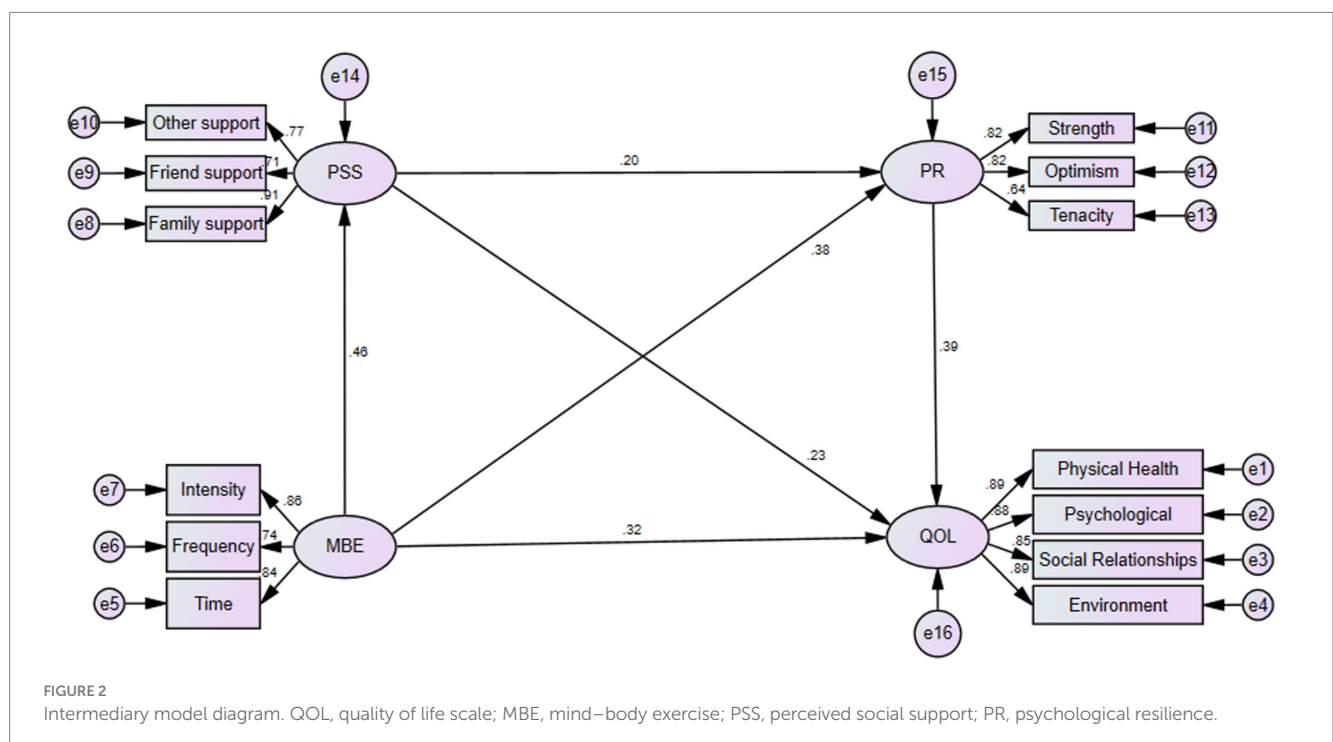 e14
e15
e10
Other support
.77
e9
Friend support
.71
e8
Family support
.91
PSS
.20
PR
.82
Strength
e11
.82
Optimism
e12
.64
Tenacity
e13
.38
.46
.39
.23
e7
Intensity
.86
e6
Frequency
.74
e5
Time
.84
MBE
.32
QOL
.89
Physical Health
e1
.88
Psychological
e2
.85
Social Relationships
e3
.89
Environment
e4
e16
FIGURE 2
Intermediary model diagram. QOL, quality of life scale; MBE, mind–body exercise; PSS, perceived social support; PR, psychological resilience.